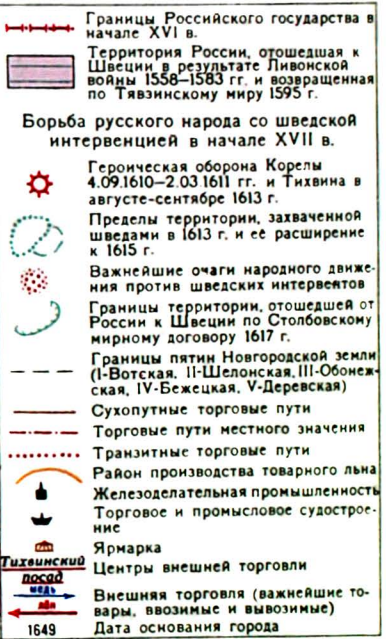 Границы Российского государства в
начале XVI в.
Территория России, отошедшая к
Швеции в результате Ливонской
войны 1558—1583 гг. и возвращенная
по Тявзинскому миру 1595 г.
Борьба русского народа со шведской
интервенцией в начале XVII в.
Героическая оборона Корелы
4.09.1610—2.03.1611 гг. и Тихвина в
августе-сентябре 1613 г.
Пределы территории, захваченной
шведами в 1613 г. и её расширение
к 1615 г.
Важнейшие очаги народного движе-
ния против шведских интервентов
Границы территории, отошедшей от
России к Швеции по Столбовскому
мирному договору 1617 г.
Границы пятин Новгородской земли
(I-Вотская, II-Шелонская, III-Обонеж-
ская, IV-Бежецкая, V-Деревская)
Сухопутные торговые пути
Торговые пути местного значения
Транзитные торговые пути
Район производства товарного льна
Железоделательная промышленность
Торговое и промысловое судострое-
ние
Ярмарка
Тихвинский
посад
Центры внешней торговли
медь
лён
Внешняя торговля (важнейшие то-
вары, ввозимые и вывозимые)
1649 Дата основания города